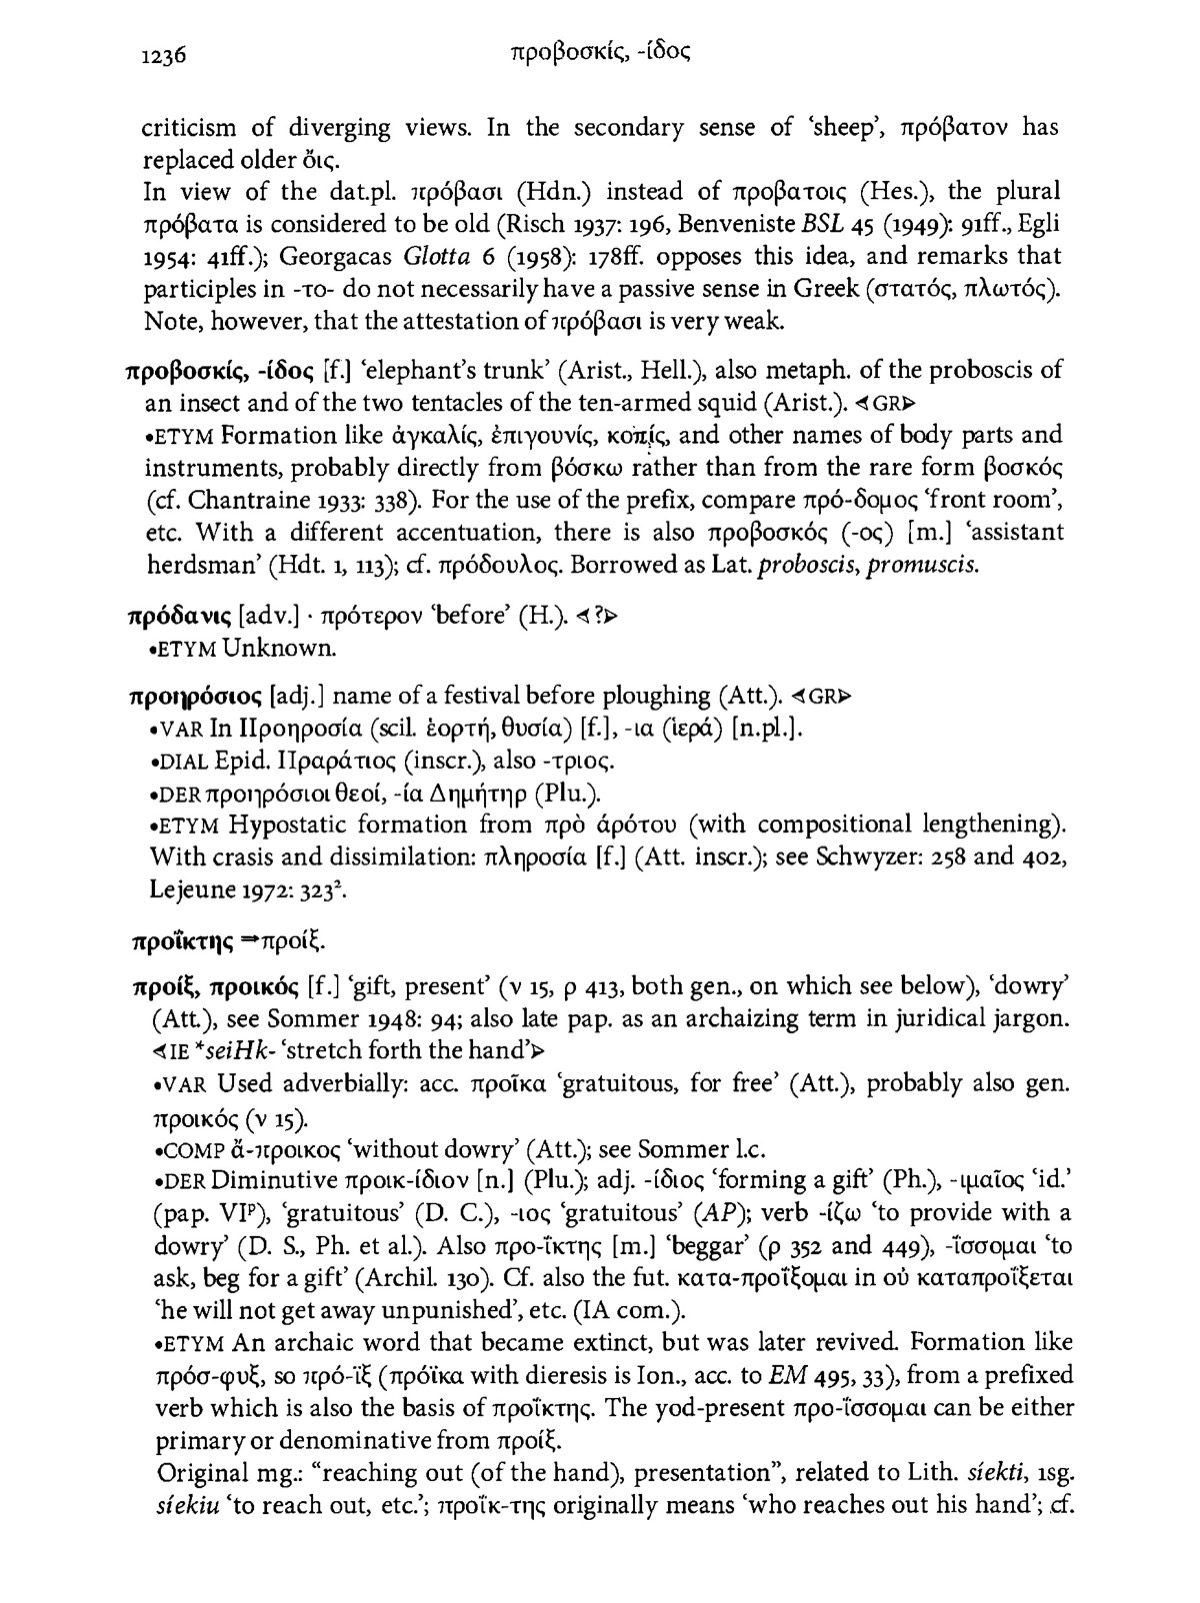 1236 προβοσκίς, -ίδος
criticism of diverging views. In the secondary sense of ‘sheep’, πρόβατον has
replaced older ὄις.
In view of the dat.pl. πρόβασι (Hdn.) instead of προβατοις (Hes.), the plural
πρόβατα is considered to be old (Risch 1937: 196, Benveniste BSL 45 (1949): 91ff., Egli
1954: 41ff.); Georgacas Glotta 6 (1958): 178ff. opposes this idea, and remarks that
participles in -το- do not necessarily have a passive sense in Greek (στατός, πλωτός).
Note, however, that the attestation of πρόβασι is very weak.
προβοσκίς, -ίδος [f.] ‘elephant’s trunk’ (Arist., Hell.), also metaph. of the proboscis of
an insect and of the two tentacles of the ten-armed squid (Arist.). ⊲GR⊳
•ETYM Formation like ἀγκαλίς, ἐπιγουνίς, κοπίς, and other names of body parts and
instruments, probably directly from βόσκω rather than from the rare form βοσκός
(cf. Chantraine 1933: 338). For the use of the prefix, compare πρό-δομος ‘front room’,
etc. With a different accentuation, there is also προβοσκός (-ος) [m.] ‘assistant
herdsman’ (Hdt. 1, 113); cf. πρόδουλος. Borrowed as Lat. proboscis, promuscis.
πρόδανις [adv.] · πρότερον ‘before’ (H.). ⊲?⊳
•ETYM Unknown.
προηρόσιος [adj.] name of a festival before ploughing (Att.). ⊲GR⊳
•VAR In Προηροσία (scil. ἑορτή, θυσία) [f.], -ια (ἱερά) [n.pl.].
•DIAL Epid. Πραράτιος (inscr.), also -τριος.
•DER προηρόσιοι θεοί, -ία Δημήτηρ (Plu.).
•ETYM Hypostatic formation from πρὸ ἀρότου (with compositional lengthening).
With crasis and dissimilation: πληροσία [f.] (Att. inscr.); see Schwyzer: 258 and 402,
Lejeune 1972: 323².
προΐκτης ⇒προίξ.
προίξ, προικός [f.] ‘gift, present’ (ν 15, ρ 413, both gen., on which see below), ‘dowry’
(Att.), see Sommer 1948: 94; also late pap. as an archaizing term in juridical jargon.
⊲IE *seiHk- ‘stretch forth the hand’⊳
•VAR Used adverbially: acc. προῖκα ‘gratuitous, for free’ (Att.), probably also gen.
προικός (ν 15).
•COMP ἄ-προικος ‘without dowry’ (Att.); see Sommer l.c.
•DER Diminutive προικ-ίδιον [n.] (Plu.); adj. -ίδιος ‘forming a gift’ (Ph.), -ιμαῖος ‘id.’
(pap. VIᵖ), ‘gratuitous’ (D. C.), -ιος ‘gratuitous’ (AP); verb -ίζω ‘to provide with a
dowry’ (D. S., Ph. et al.). Also προ-ΐκτης [m.] ‘beggar’ (ρ 352 and 449), -ΐσσομαι ‘to
ask, beg for a gift’ (Archil. 130). Cf. also the fut. κατα-προΐξομαι in οὐ καταπροΐξεται
‘he will not get away unpunished’, etc. (IA com.).
•ETYM An archaic word that became extinct, but was later revived. Formation like
πρόσ-φυξ, so πρό-ϊξ (πρόϊκα with dieresis is Ion., acc. to EM 495, 33), from a prefixed
verb which is also the basis of προΐκτης. The yod-present προ-ΐσσομαι can be either
primary or denominative from προίξ.
Original mg.: “reaching out (of the hand), presentation”, related to Lith. síekti, 1sg.
síekiu ‘to reach out, etc.’; προΐκ-της originally means ‘who reaches out his hand’; cf.